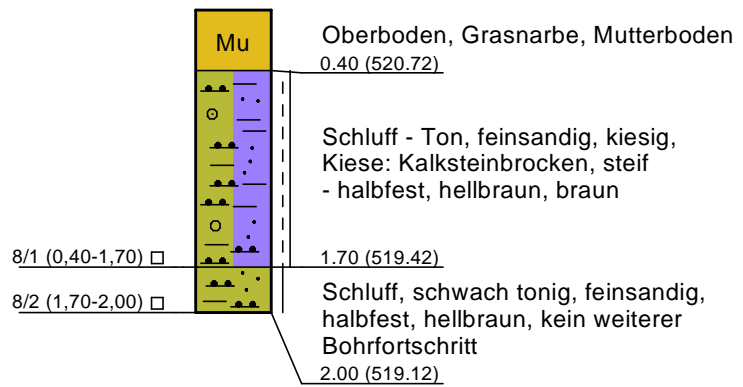 Mu
Oberboden, Grasnarbe, Mutterboden
0.40 (520.72)
Schluff - Ton, feinsandig, kiesig,
Kiese: Kalksteinbrocken, steif
- halbfest, hellbraun, braun
8/1 (0,40-1,70)
1.70 (519.42)
8/2 (1,70-2,00)
Schluff, schwach tonig, feinsandig,
halbfest, hellbraun, kein weiterer
Bohrfortschritt
2.00 (519.12)